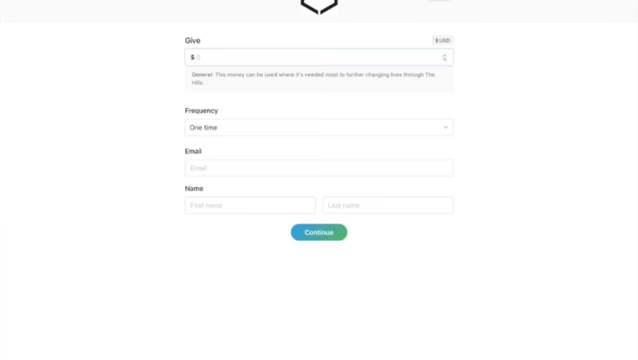 Give
$ USD
$ 0
General: This money can be used where it's needed most to further changing lives through The
Hills.
Frequency
One time
Email
Email
Name
First name
Last name
Continue